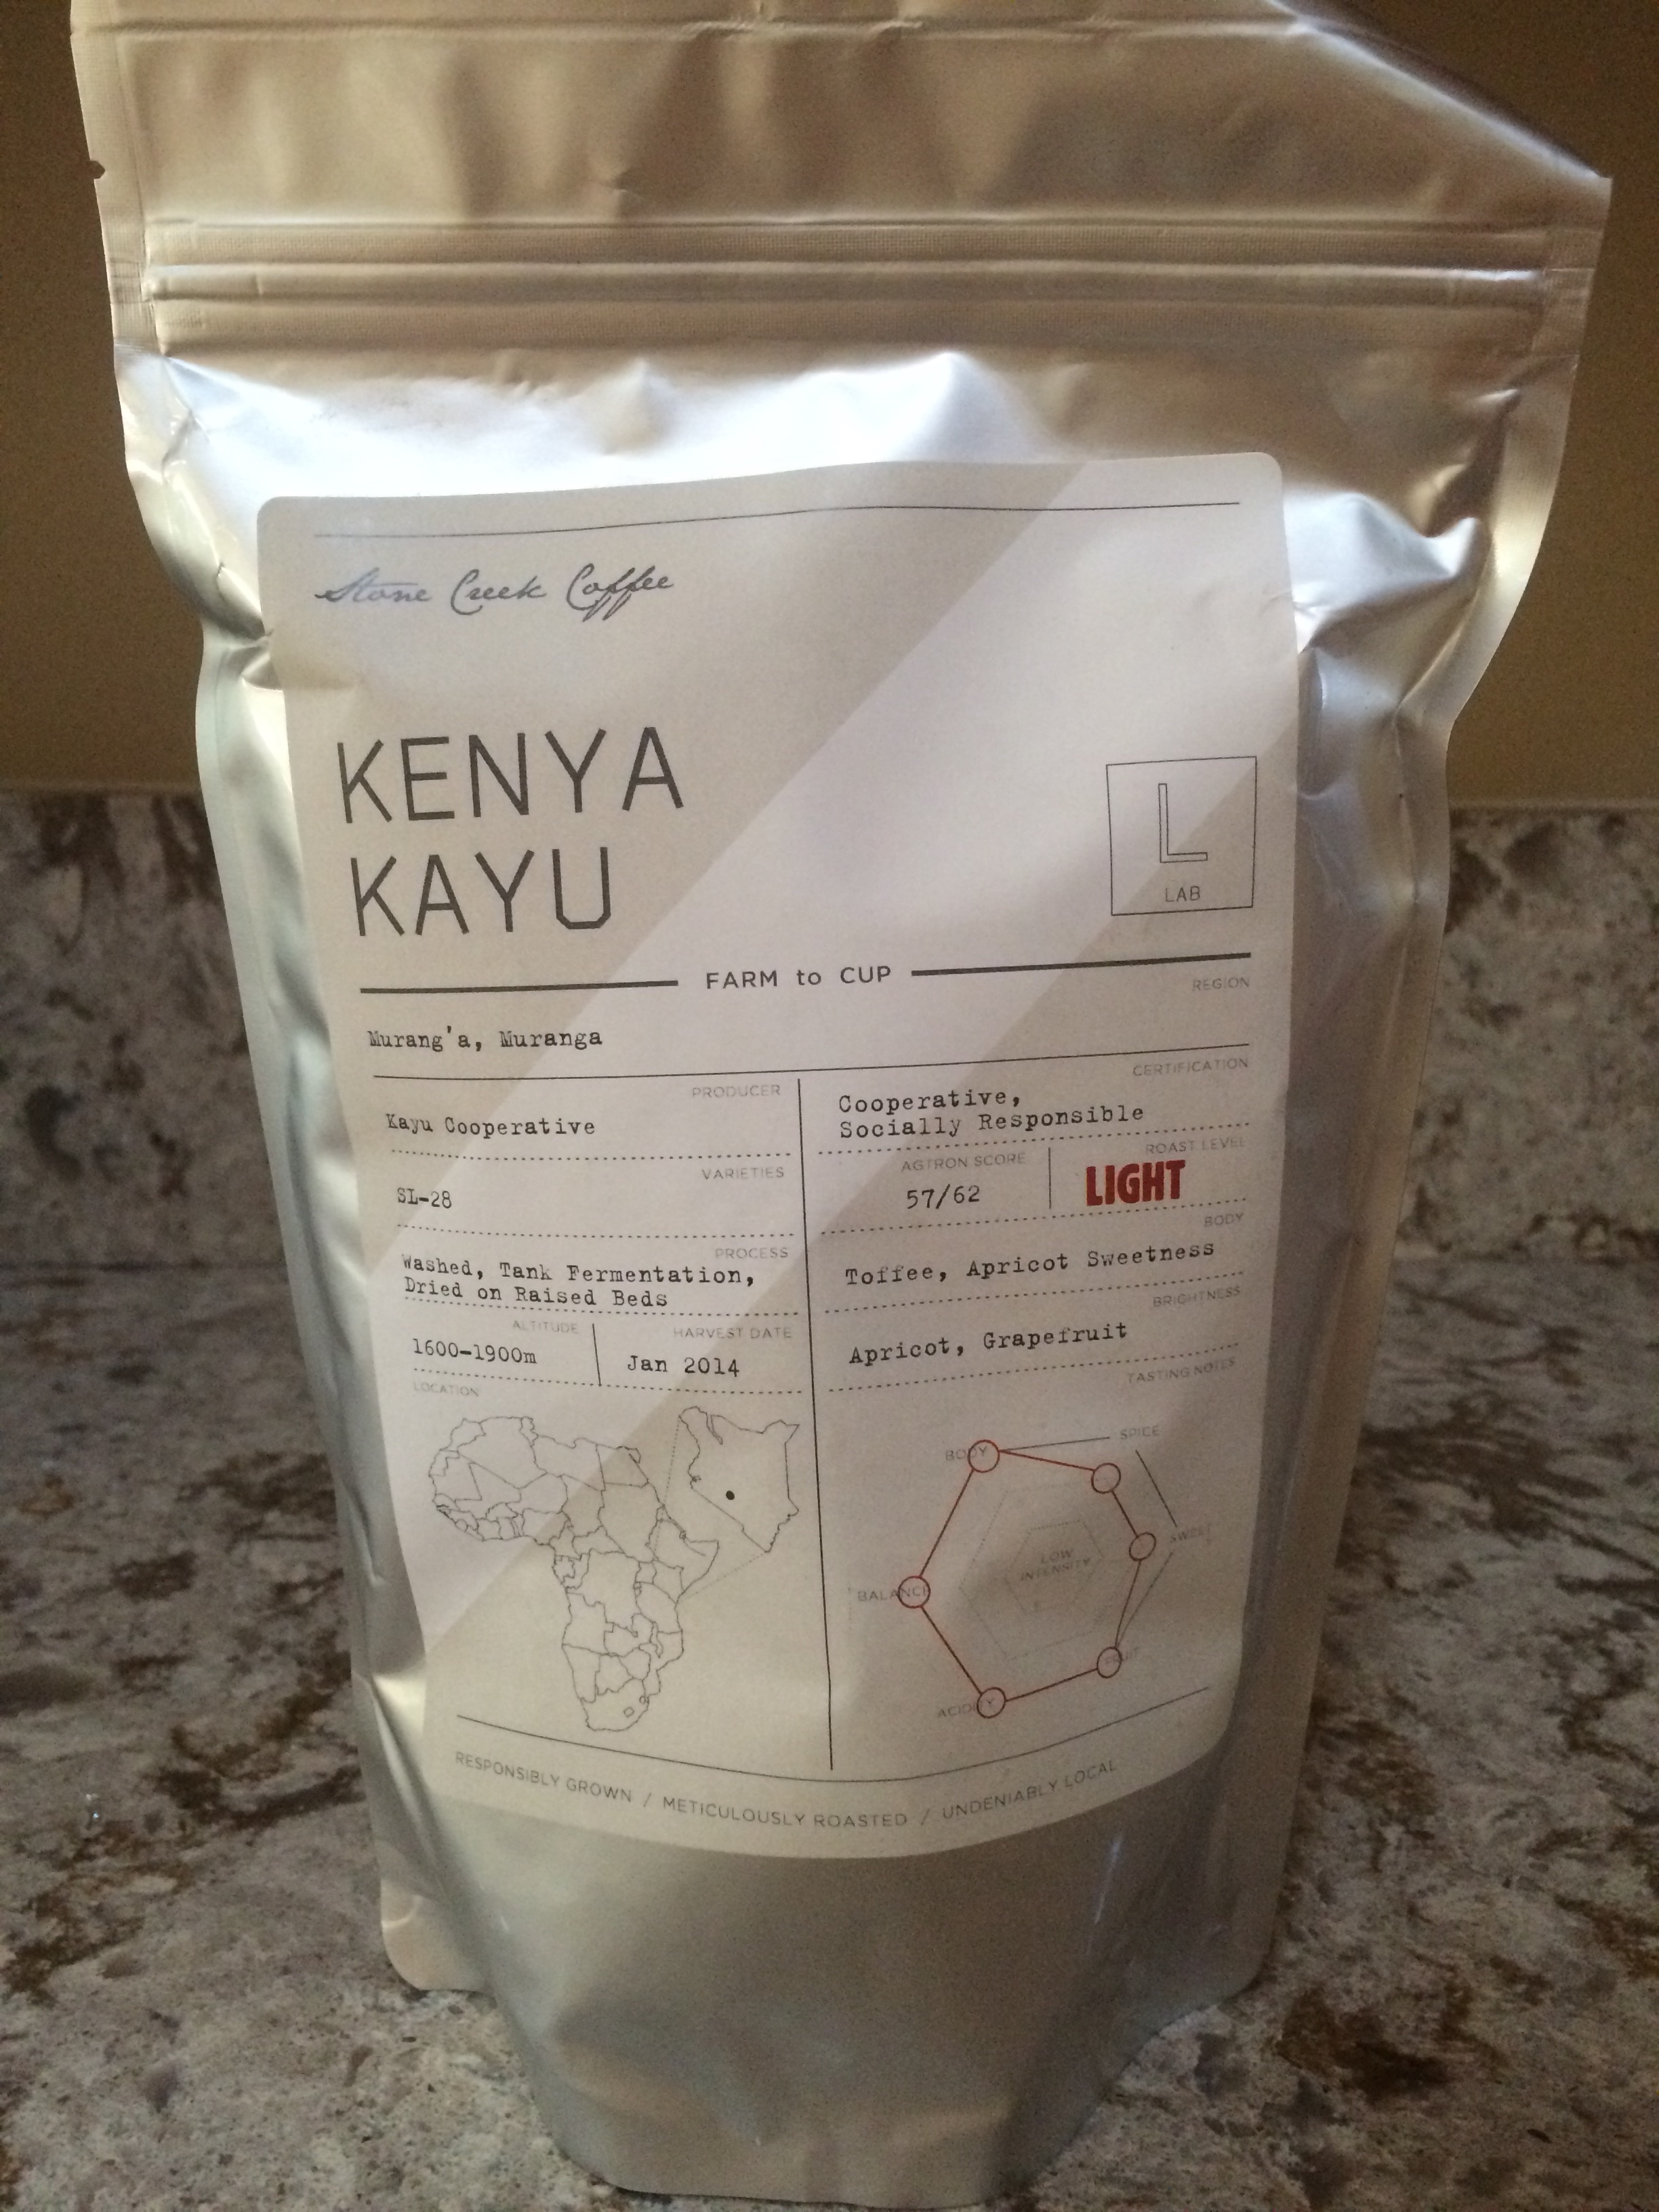 Stone Creek Coffee
KENYA
KAYU
L
LAB
FARM to CUP
REGION
Murang'a, Muranga
PRODUCER
Kayu Cooperative
VARIETIES
SL-28
PROCESS
Washed, Tank Fermentation,
Dried on Raised Beds
ALTITUDE
1600-1900m
HARVEST DATE
Jan 2014
LOCATION
CERTIFICATION
Cooperative,
Socially Responsible
AGTRON SCORE
57/62
ROAST LEVEL
LIGHT
BODY
Toffee, Apricot Sweetness
BRIGHTNESS
Apricot, Grapefruit
TASTING NOTES
BODY
SPICE
SWEET
LOW
INTENSITY
BALANCE
FRUIT
ACIDITY
RESPONSIBLY GROWN / METICULOUSLY ROASTED / UNDENIABLY LOCAL